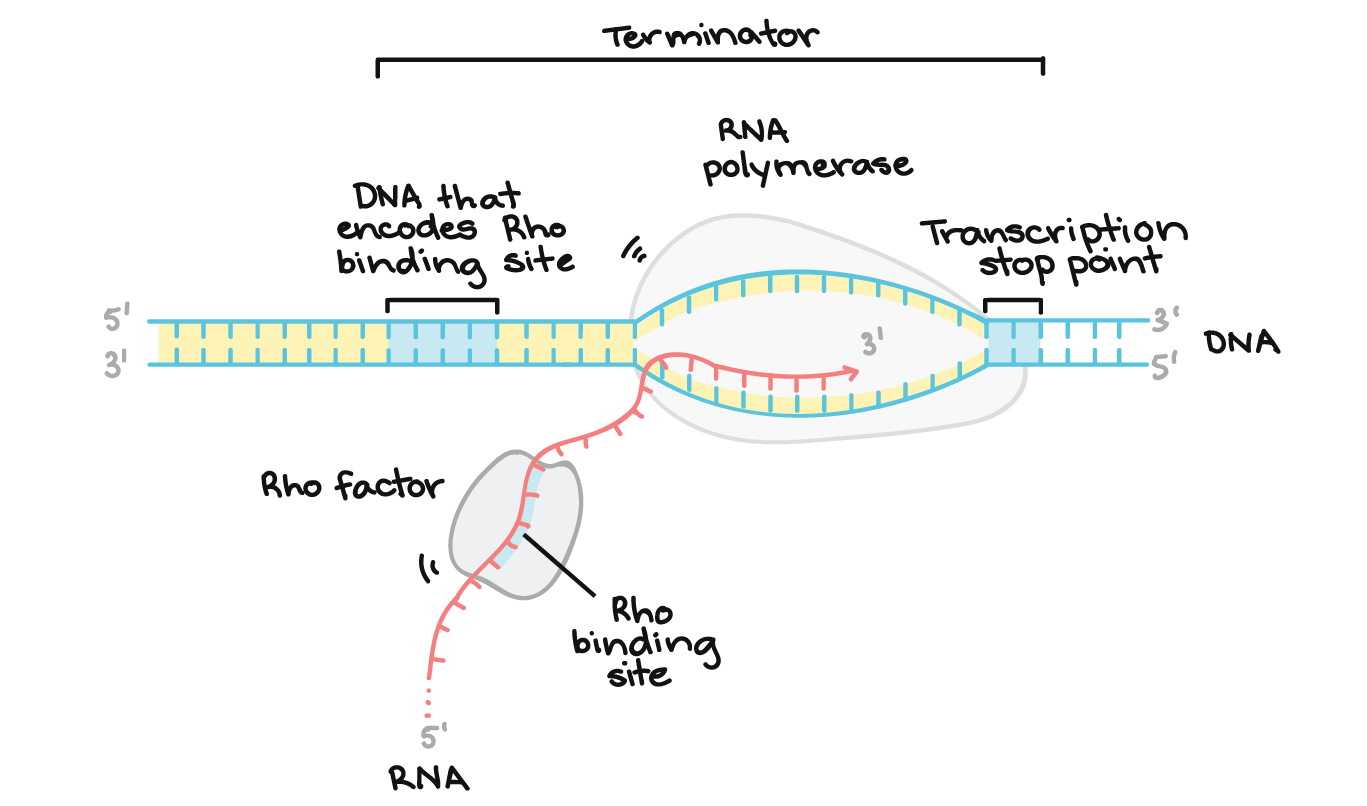 Terminator
RNA
polymerase
DNA that
encodes Rho
binding site
Transcription
stop point
5'
3'
3'
3'
5'
DNA
Rho factor
Rho
binding
site
5'
RNA